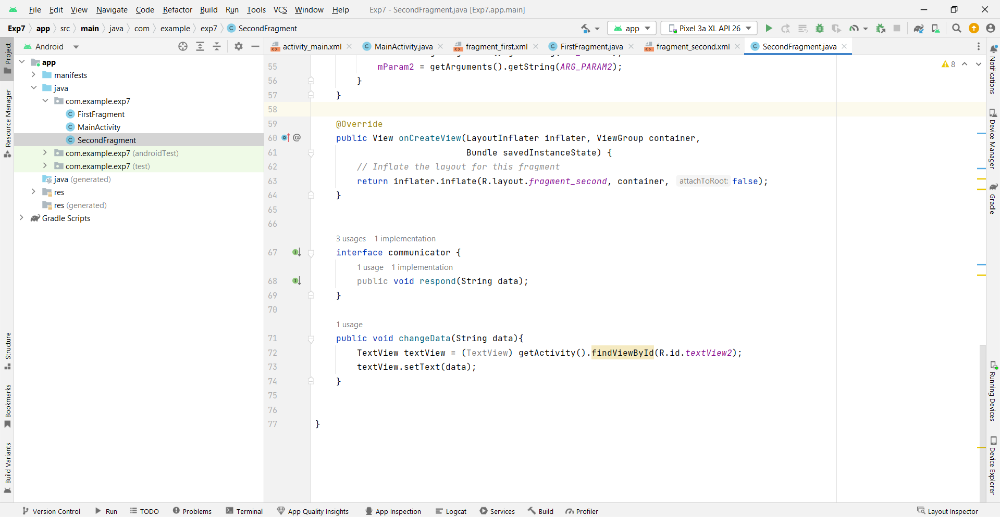 File Edit View Navigate Code Refactor Build Run Tools VCS Window Help Exp7 - SecondFragment.java [Exp7.app.main]
Exp7 app src main java com example exp7 SecondFragment app Pixel 3a XL API 26
Android
activity_main.xml MainActivity.java fragment_first.xml FirstFragment.java fragment_second.xml SecondFragment.java
Project
Resource Manager
Structure
Bookmarks
Build Variants
app
manifests
java
com.example.exp7
FirstFragment
MainActivity
SecondFragment
com.example.exp7 (androidTest)
com.example.exp7 (test)
java (generated)
res
res (generated)
Gradle Scripts
8
55 mParam2 = getArguments().getString(ARG_PARAM2);
56 }
57 }
58
59 @Override
60 @ public View onCreateView(LayoutInflater inflater, ViewGroup container,
61 Bundle savedInstanceState) {
62 // Inflate the layout for this fragment
63 return inflater.inflate(R.layout.fragment_second, container, attachToRoot: false);
64 }
65
66
3 usages 1 implementation
67 interface communicator {
1 usage 1 implementation
68 public void respond(String data);
69 }
70
1 usage
71 public void changeData(String data){
72 TextView textView = (TextView) getActivity().findViewById(R.id.textView2);
73 textView.setText(data);
74 }
75
76
77 }
Notifications
Device Manager
Gradle
Running Devices
Device Explorer
Version Control Run TODO Problems Terminal App Quality Insights App Inspection Logcat Services Build Profiler Layout Inspector